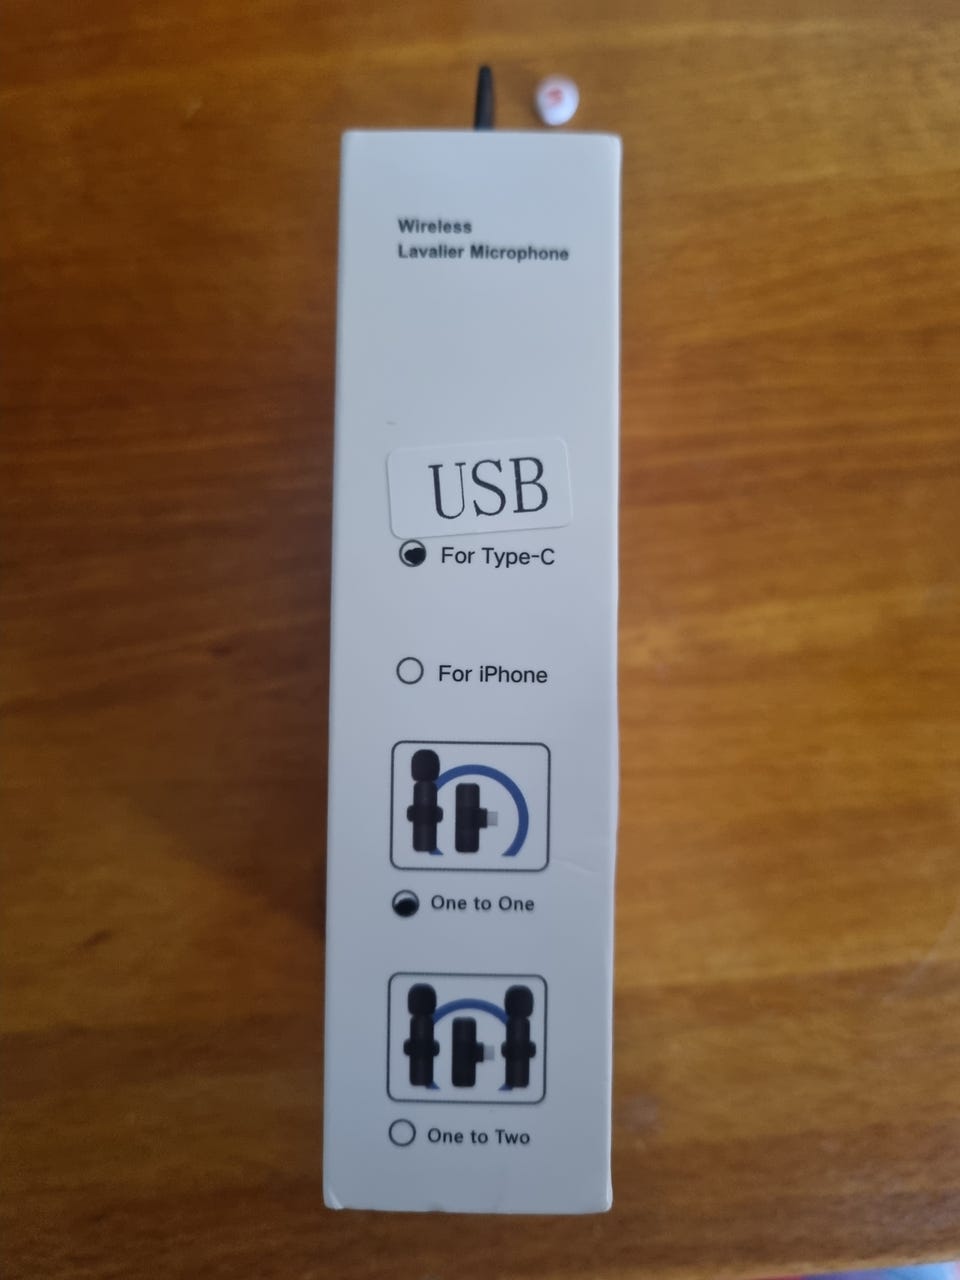 Wireless
Lavalier Microphone
USB
For Type-C
For iPhone
One to One
One to Two